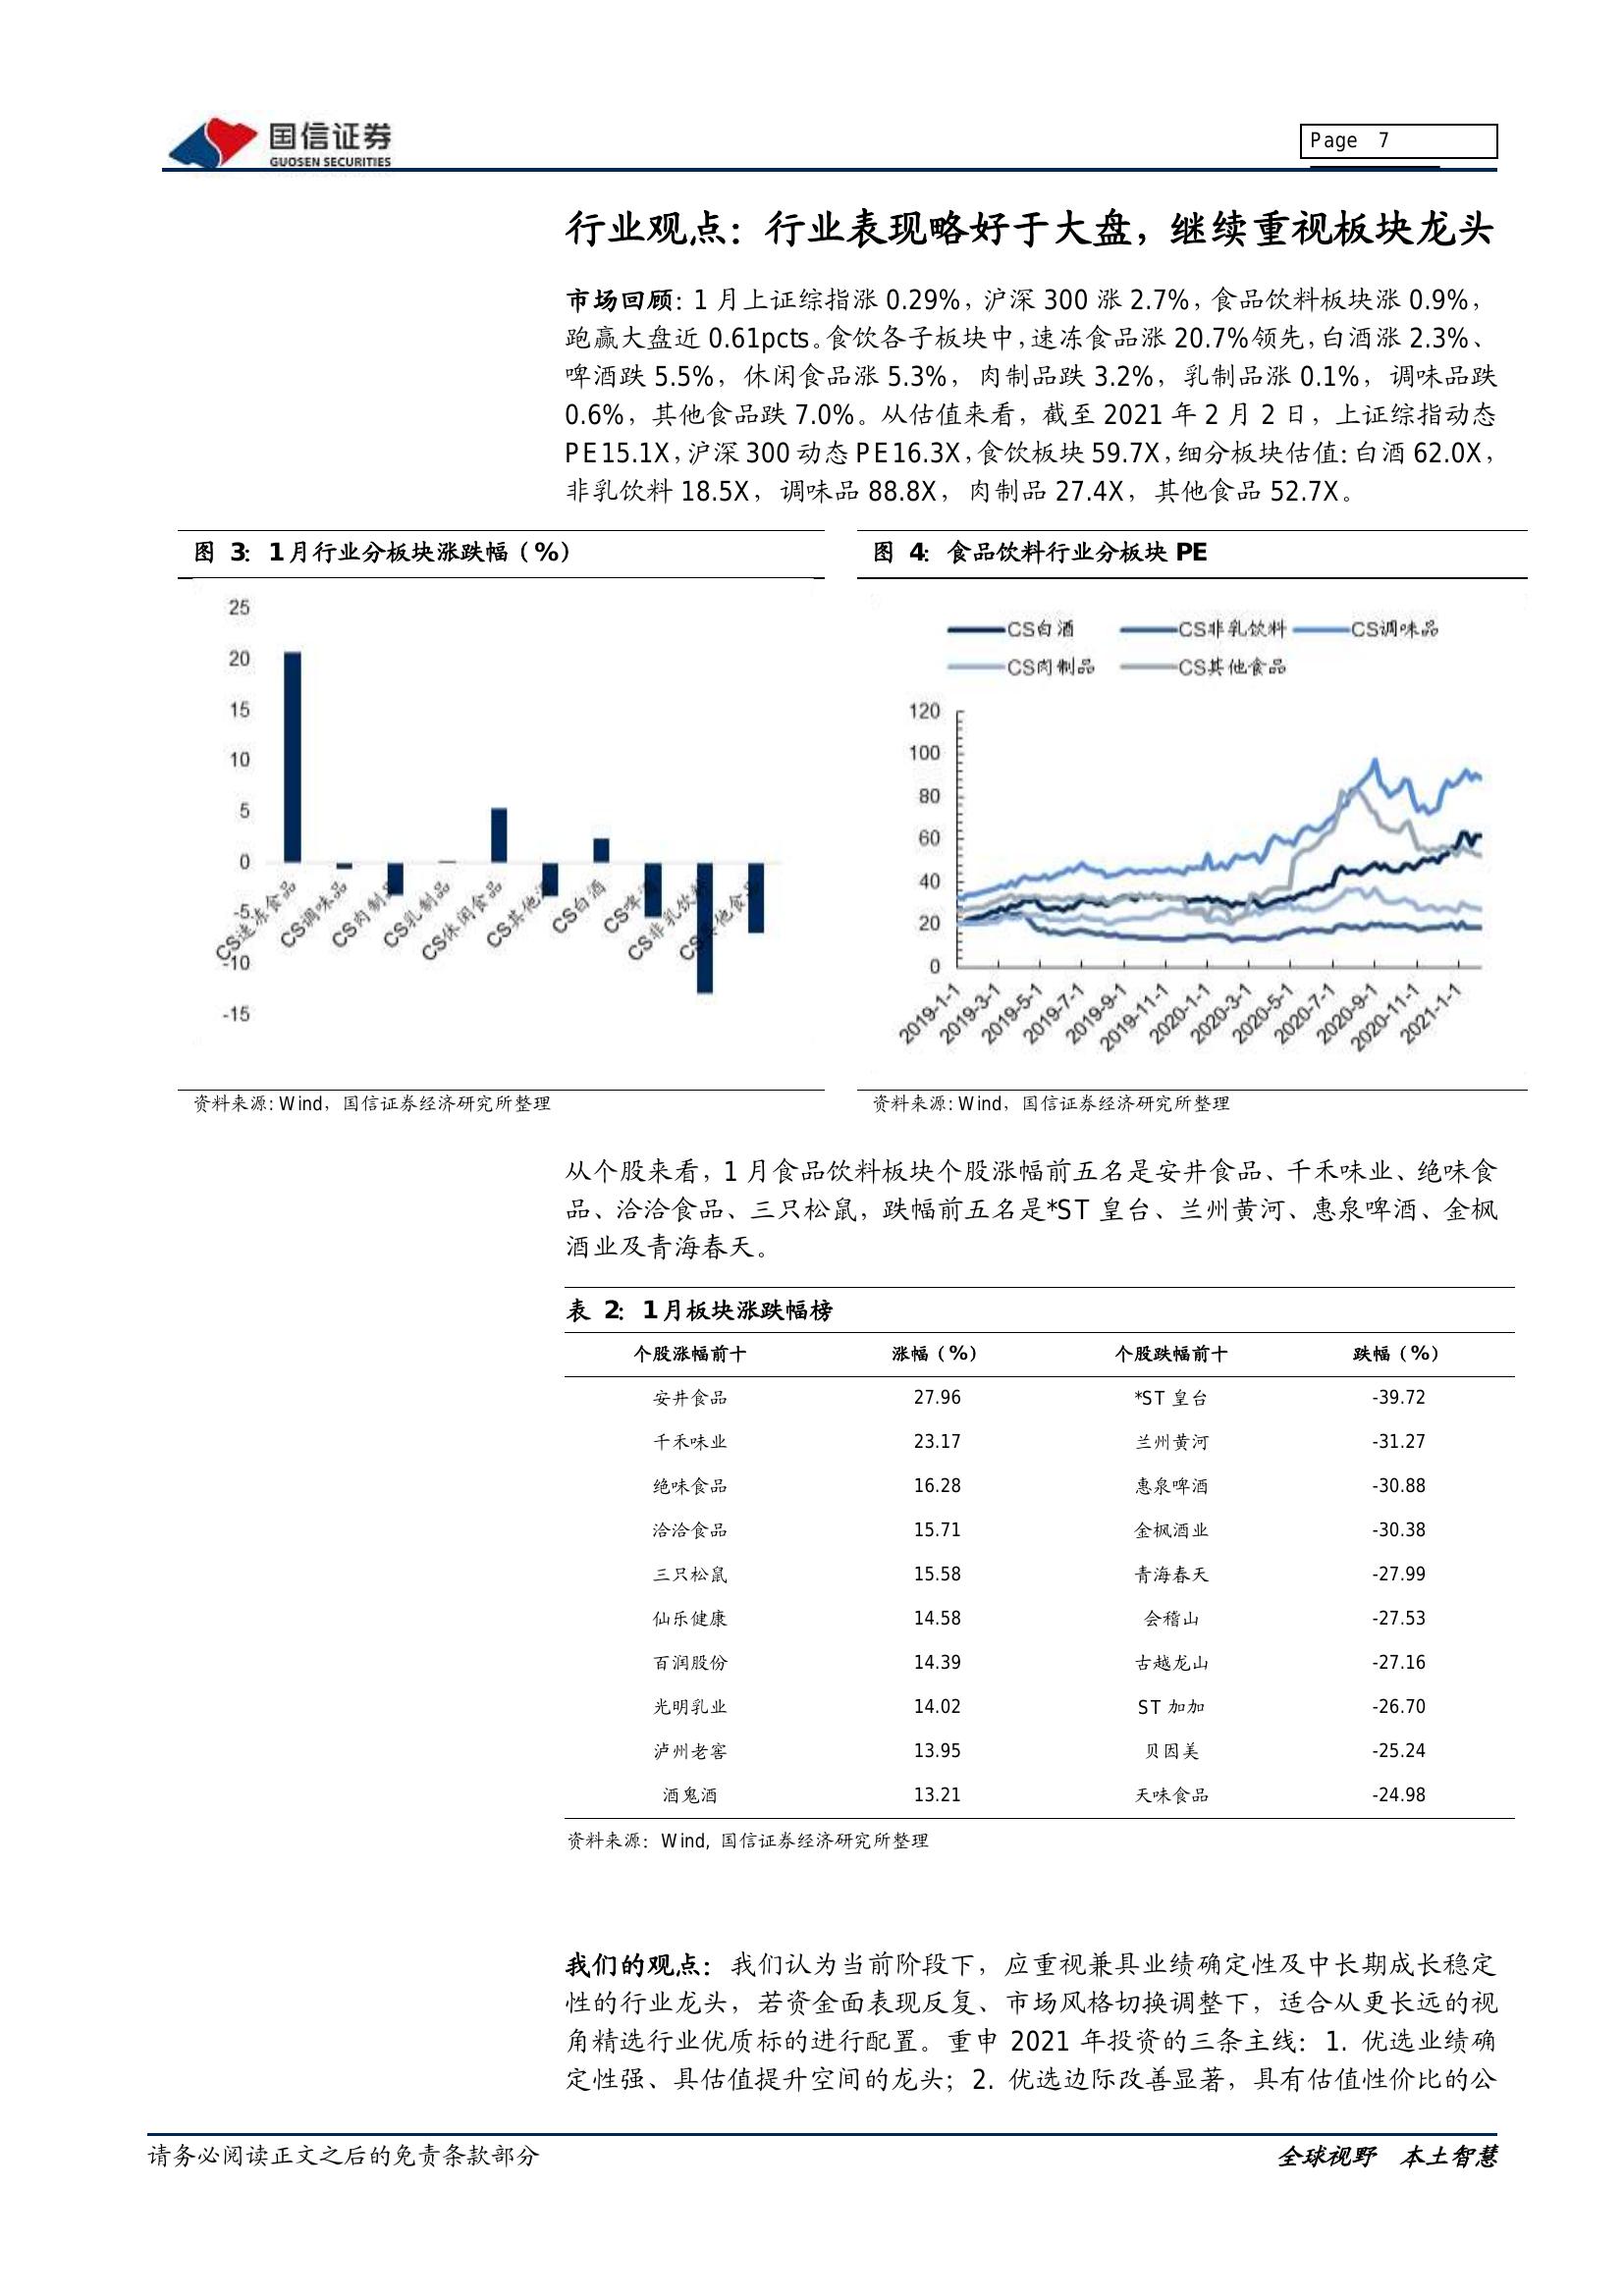 国信证券
GUOSEN SECURITIES
Page 7
行业观点：行业表现略好于大盘，继续重视板块龙头
市场回顾：1 月上证综指涨 0.29%，沪深 300 涨 2.7%，食品饮料板块涨 0.9%，
跑赢大盘近 0.61pcts。食饮各子板块中，速冻食品涨 20.7%领先，白酒涨 2.3%、
啤酒跌 5.5%，休闲食品涨 5.3%，肉制品跌 3.2%，乳制品涨 0.1%，调味品跌
0.6%，其他食品跌 7.0%。从估值来看，截至 2021 年 2 月 2 日，上证综指动态
PE15.1X，沪深 300 动态 PE16.3X，食饮板块 59.7X，细分板块估值：白酒 62.0X，
非乳饮料 18.5X，调味品 88.8X，肉制品 27.4X，其他食品 52.7X。
图 3：1 月行业分板块涨跌幅（%）
25
20
15
10
5
0
-5
-10
-15
CS速冻食品
CS调味品
CS肉制品
CS乳制品
CS休闲食品
CS其他酒
CS白酒
CS啤酒
CS非乳饮料
CS其他食品
资料来源：Wind，国信证券经济研究所整理
图 4：食品饮料行业分板块 PE
CS白酒 CS非乳饮料 CS调味品
CS肉制品 CS其他食品
120
100
80
60
40
20
0
2019-1-1
2019-3-1
2019-5-1
2019-7-1
2019-9-1
2019-11-1
2020-1-1
2020-3-1
2020-5-1
2020-7-1
2020-9-1
2020-11-1
2021-1-1
资料来源：Wind，国信证券经济研究所整理
从个股来看，1 月食品饮料板块个股涨幅前五名是安井食品、千禾味业、绝味食
品、洽洽食品、三只松鼠，跌幅前五名是*ST 皇台、兰州黄河、惠泉啤酒、金枫
酒业及青海春天。
表 2：1 月板块涨跌幅榜
个股涨幅前十 涨幅（%） 个股跌幅前十 跌幅（%）
安井食品 27.96 *ST 皇台 -39.72
千禾味业 23.17 兰州黄河 -31.27
绝味食品 16.28 惠泉啤酒 -30.88
洽洽食品 15.71 金枫酒业 -30.38
三只松鼠 15.58 青海春天 -27.99
仙乐健康 14.58 会稽山 -27.53
百润股份 14.39 古越龙山 -27.16
光明乳业 14.02 ST 加加 -26.70
泸州老窖 13.95 贝因美 -25.24
酒鬼酒 13.21 天味食品 -24.98
资料来源：Wind, 国信证券经济研究所整理
我们的观点：我们认为当前阶段下，应重视兼具业绩确定性及中长期成长稳定
性的行业龙头，若资金面表现反复、市场风格切换调整下，适合从更长远的视
角精选行业优质标的进行配置。重申 2021 年投资的三条主线：1. 优选业绩确
定性强、具估值提升空间的龙头；2. 优选边际改善显著，具有估值性价比的公
请务必阅读正文之后的免责条款部分
全球视野 本土智慧